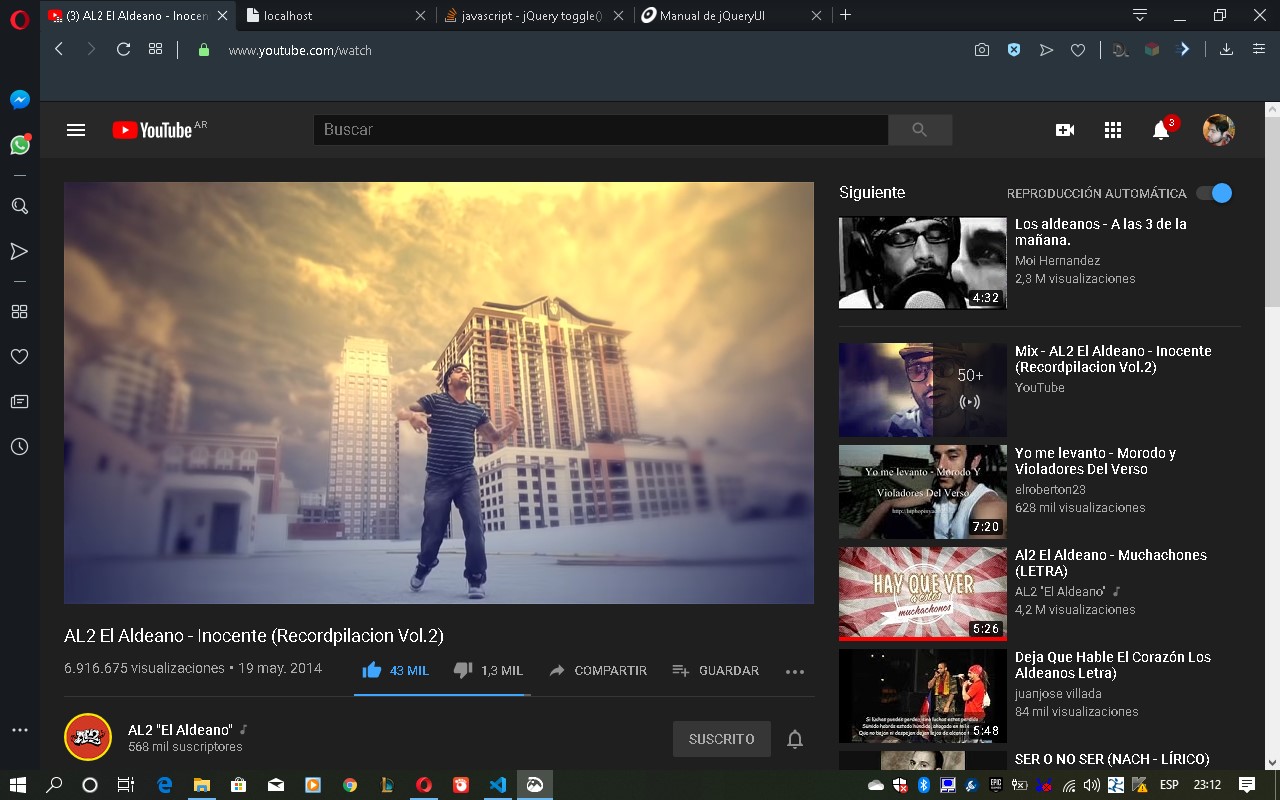 (3) AL2 El Aldeano - Inocen
localhost
javascript - jQuery toggle()
Manual de jQueryUI
www.youtube.com/watch
YouTube AR
Buscar
3
AL2 El Aldeano - Inocente (Recordpilacion Vol.2)
6.916.675 visualizaciones • 19 may. 2014
43 MIL
1,3 MIL
COMPARTIR
GUARDAR
AL2
AL2 "El Aldeano"
568 mil suscriptores
SUSCRITO
Siguiente
REPRODUCCIÓN AUTOMÁTICA
4:32
Los aldeanos - A las 3 de la
mañana.
Moi Hernandez
2,3 M visualizaciones
50+
Mix - AL2 El Aldeano - Inocente
(Recordpilacion Vol.2)
YouTube
Yo me levanto - Morodo Y
Violadores Del Verso
7:20
Yo me levanto - Morodo y
Violadores Del Verso
elroberton23
628 mil visualizaciones
HAY QUE VER
a estos
muchachones
5:26
Al2 El Aldeano - Muchachones
(LETRA)
AL2 "El Aldeano"
4,2 M visualizaciones
5:48
Deja Que Hable El Corazón Los
Aldeanos Letra)
juanjose villada
84 mil visualizaciones
SER O NO SER (NACH - LÍRICO)
ESP
23:12